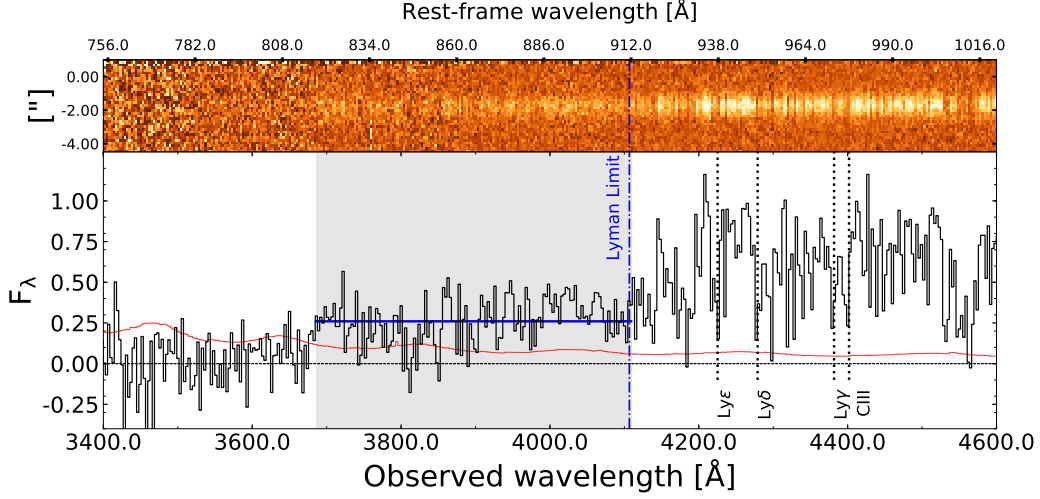 Rest-frame wavelength [Å]
756.0 782.0 808.0 834.0 860.0 886.0 912.0 938.0 964.0 990.0 1016.0
["]
0.00
-2.00
-4.00
F_λ
1.00
0.75
0.50
0.25
0.00
-0.25
Lyman Limit
Lyε
Lyδ
Lyγ
CIII
3400.0 3600.0 3800.0 4000.0 4200.0 4400.0 4600.0
Observed wavelength [Å]